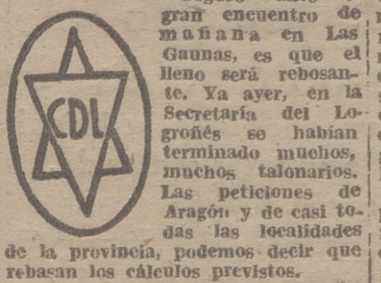 gran encuentro de
mañana en Las
Gaunas, es que el
lleno será rebosan-
te. Ya ayer, en la
Secretaría del Lo-
groñés se habían
terminado muchos,
muchos talonarios.
Las peticiones de
Aragón y de casi to-
das las localidades
de la provincia, podemos decir que
rebasan los cálculos previstos.
CDL